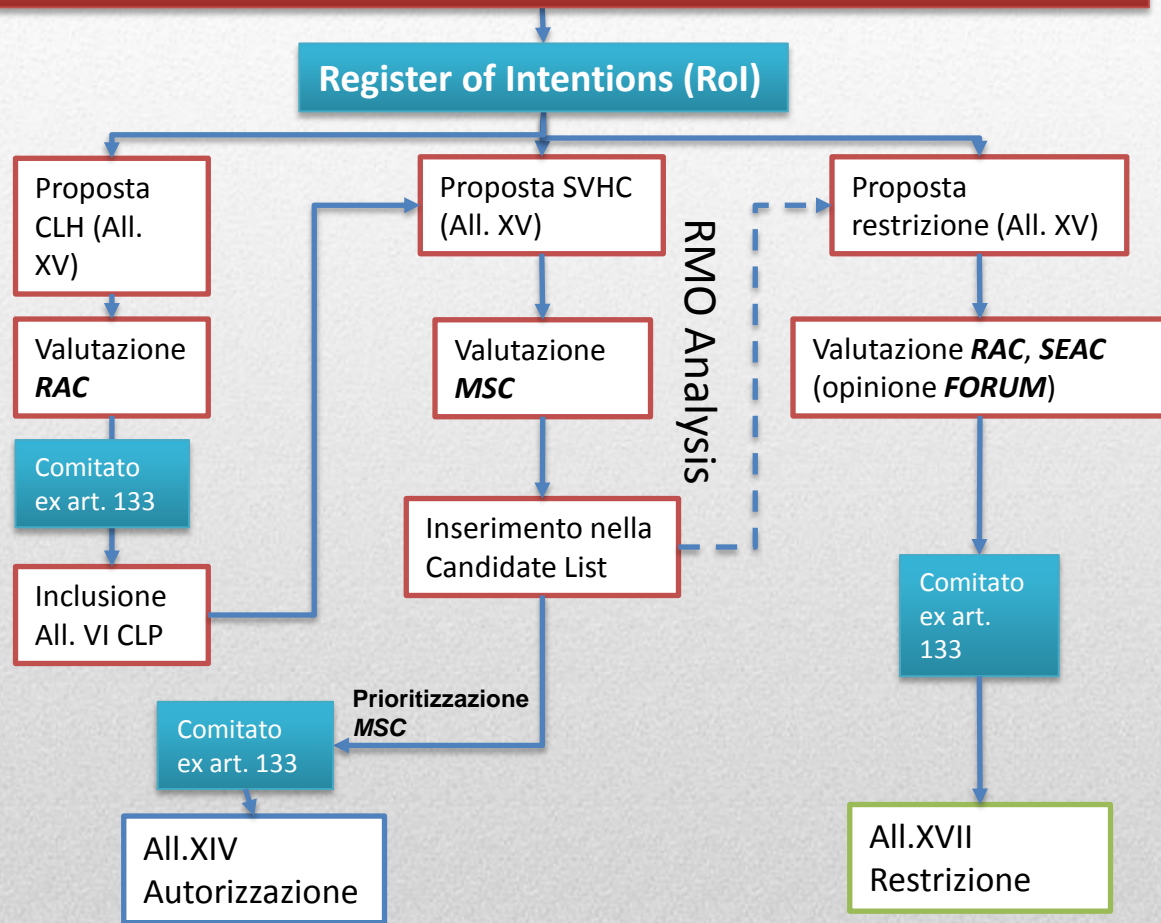 Register of Intentions (RoI)
Proposta
CLH (All.
XV)
Proposta SVHC
(All. XV)
Proposta
restrizione (All. XV)
RMO Analysis
Valutazione
RAC
Valutazione
MSC
Valutazione RAC, SEAC
(opinione FORUM)
Comitato
ex art. 133
Inserimento nella
Candidate List
Comitato
ex art.
133
Inclusione
All. VI CLP
Prioritizzazione
MSC
Comitato
ex art. 133
All.XIV
Autorizzazione
All.XVII
Restrizione